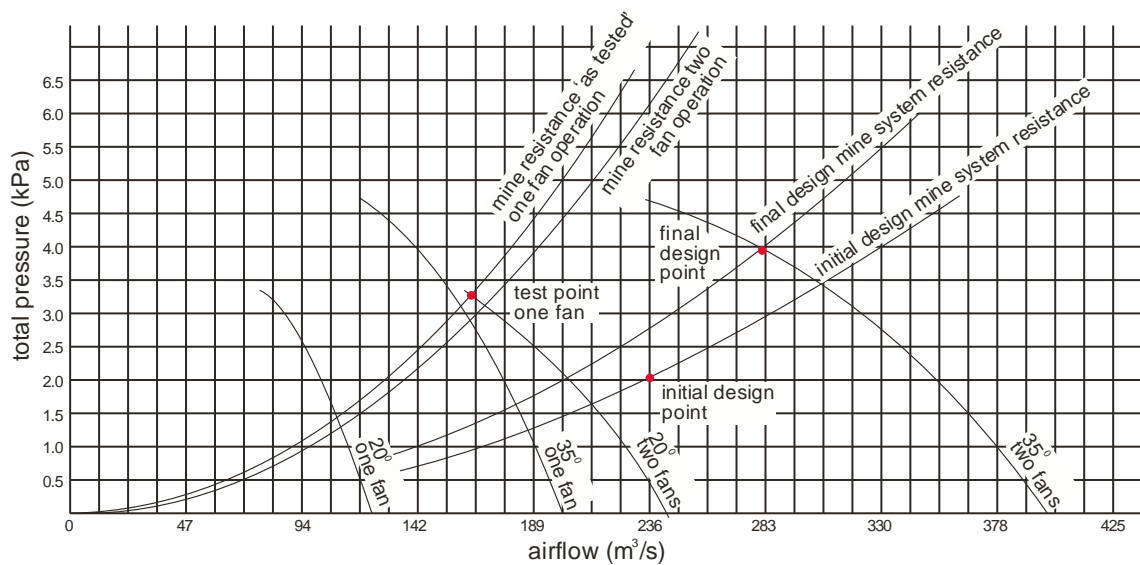 total pressure (kPa)
6.5
6.0
5.5
5.0
4.5
4.0
3.5
3.0
2.5
2.0
1.5
1.0
0.5
mine resistance 'as tested'
one fan operation
mine resistance two
fan operation
final design mine system resistance
initial design mine system resistance
final
design
point
test point
one fan
initial design
point
20⁰
one fan
35⁰
one fan
20⁰
two fans
35⁰
two fans
0 47 94 142 189 236 283 330 378 425
airflow (m³/s)